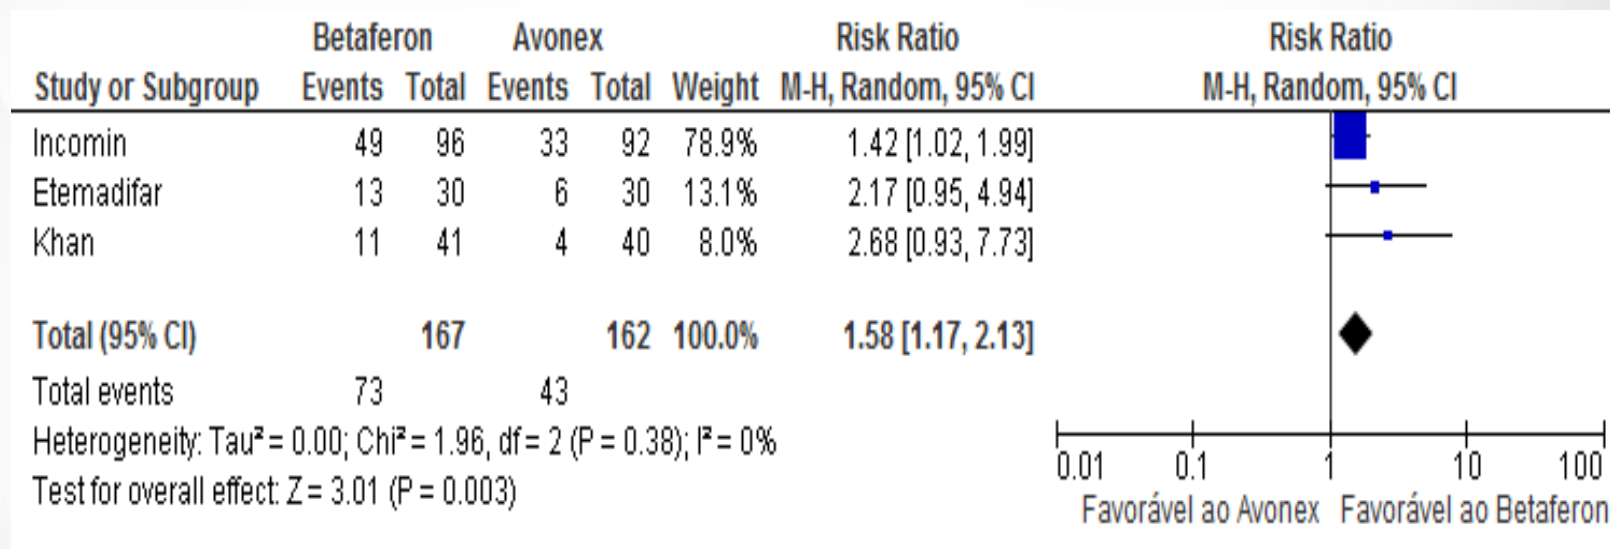 Betaferon Avonex Risk Ratio Risk Ratio
Study or Subgroup Events Total Events Total Weight M-H, Random, 95% CI M-H, Random, 95% CI
Incomin 49 96 33 92 78.9% 1.42 [1.02, 1.99]
Etemadifar 13 30 6 30 13.1% 2.17 [0.95, 4.94]
Khan 11 41 4 40 8.0% 2.68 [0.93, 7.73]
Total (95% CI) 167 162 100.0% 1.58 [1.17, 2.13]
Total events 73 43
Heterogeneity: Tau² = 0.00; Chi² = 1.96, df = 2 (P = 0.38); I² = 0%
Test for overall effect: Z = 3.01 (P = 0.003)
0.01 0.1 1 10 100
Favorável ao Avonex Favorável ao Betaferon